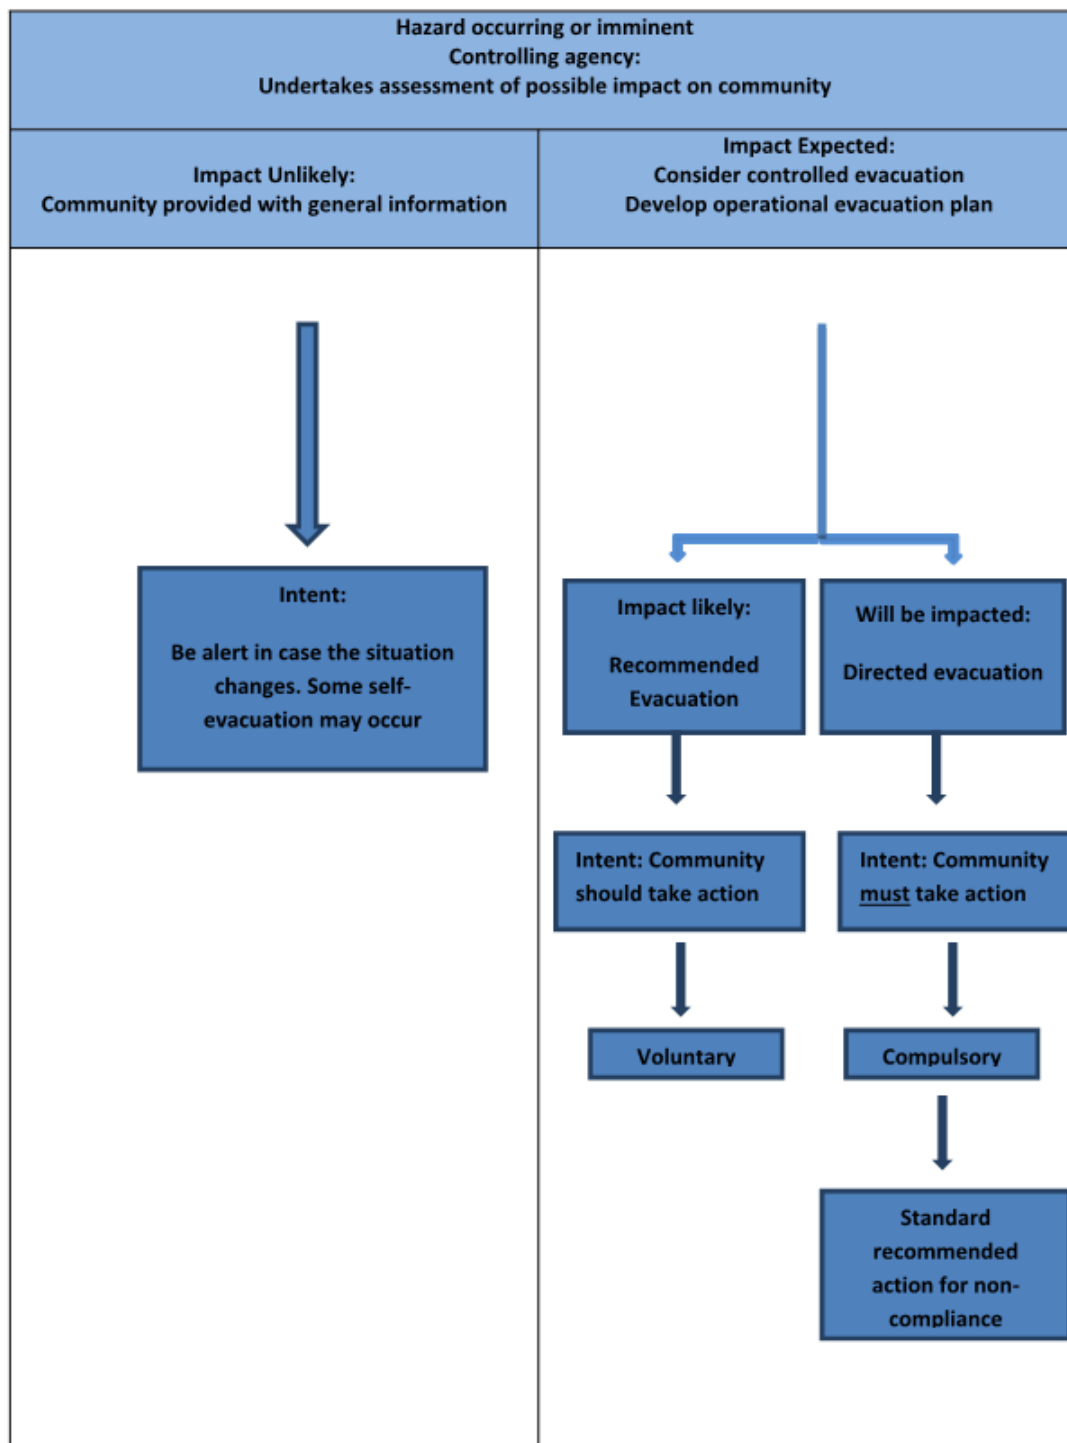 Hazard occurring or imminent
Controlling agency:
Undertakes assessment of possible impact on community
Impact Unlikely:
Community provided with general information
Impact Expected:
Consider controlled evacuation
Develop operational evacuation plan
Intent:
Be alert in case the situation
changes. Some self-
evacuation may occur
Impact likely:
Recommended
Evacuation
Will be impacted:
Directed evacuation
Intent: Community
should take action
Intent: Community
must take action
Voluntary
Compulsory
Standard
recommended
action for non-
compliance